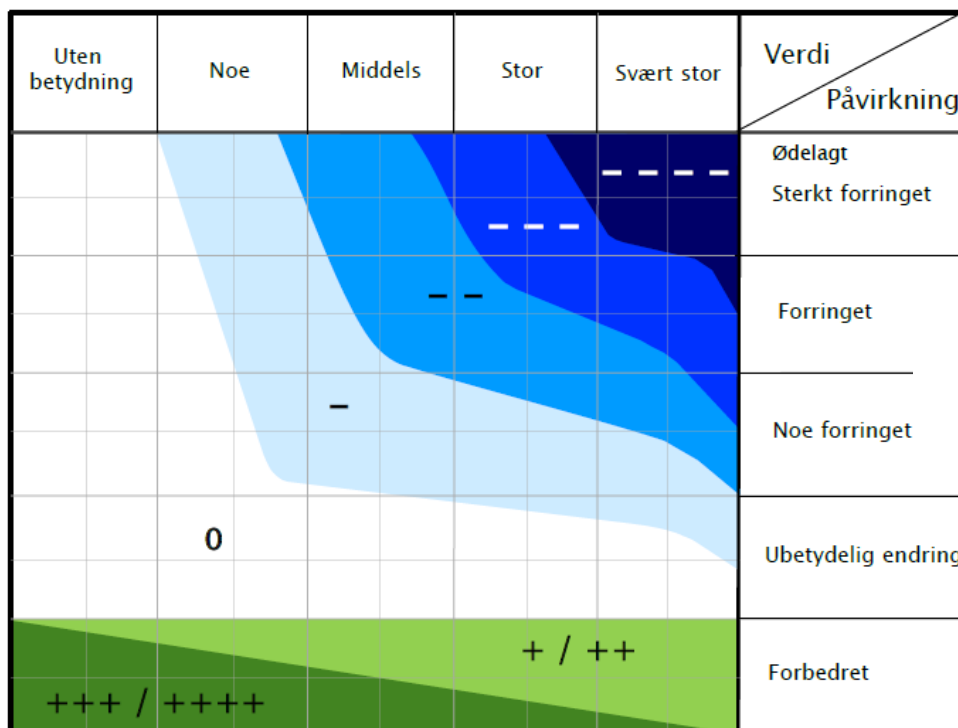 Uten
betydning
Noe
Middels
Stor
Svært stor
Verdi
Påvirkning
Ødelagt
Sterkt forringet
– – – –
– – –
Forringet
– –
Noe forringet
–
0
Ubetydelig endring
+ / ++
Forbedret
+++ / ++++